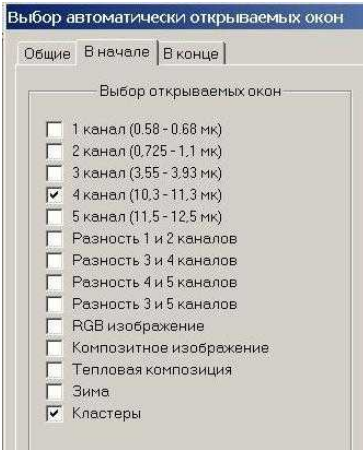 Выбор автоматически открываемых окон
Общие В начале В конце
Выбор открываемых окон
1 канал (0.58 - 0.68 мк)
2 канал (0,725 - 1,1 мк)
3 канал (3,55 - 3,93 мк)
4 канал (10,3 - 11,3 мк)
5 канал (11,5 - 12,5 мк)
Разность 1 и 2 каналов
Разность 3 и 4 каналов
Разность 4 и 5 каналов
Разность 3 и 5 каналов
RGB изображение
Композитное изображение
Тепловая композиция
Зима
Кластеры